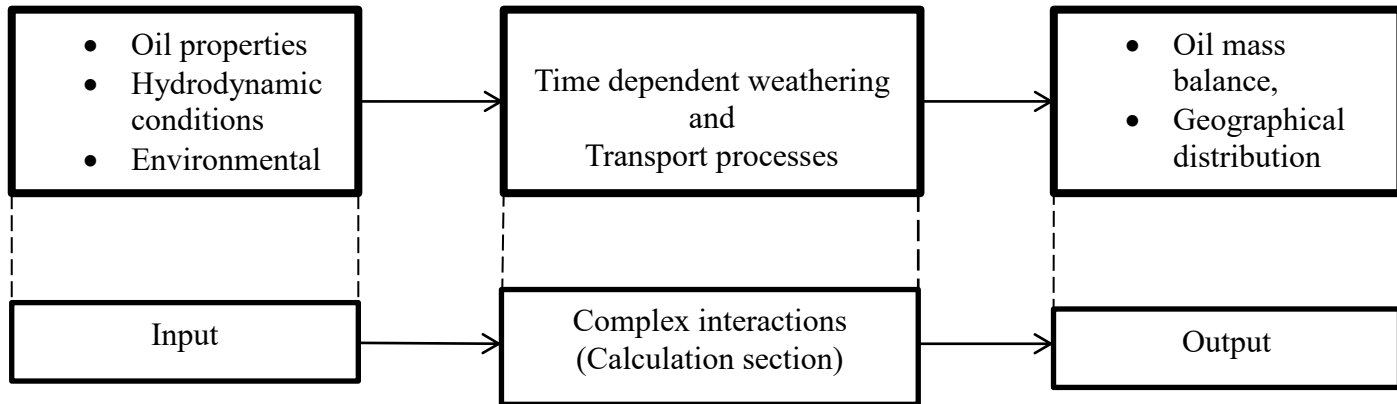 • Oil properties
• Hydrodynamic
conditions
• Environmental
Time dependent weathering
and
Transport processes
• Oil mass
balance,
• Geographical
distribution
Input
Complex interactions
(Calculation section)
Output